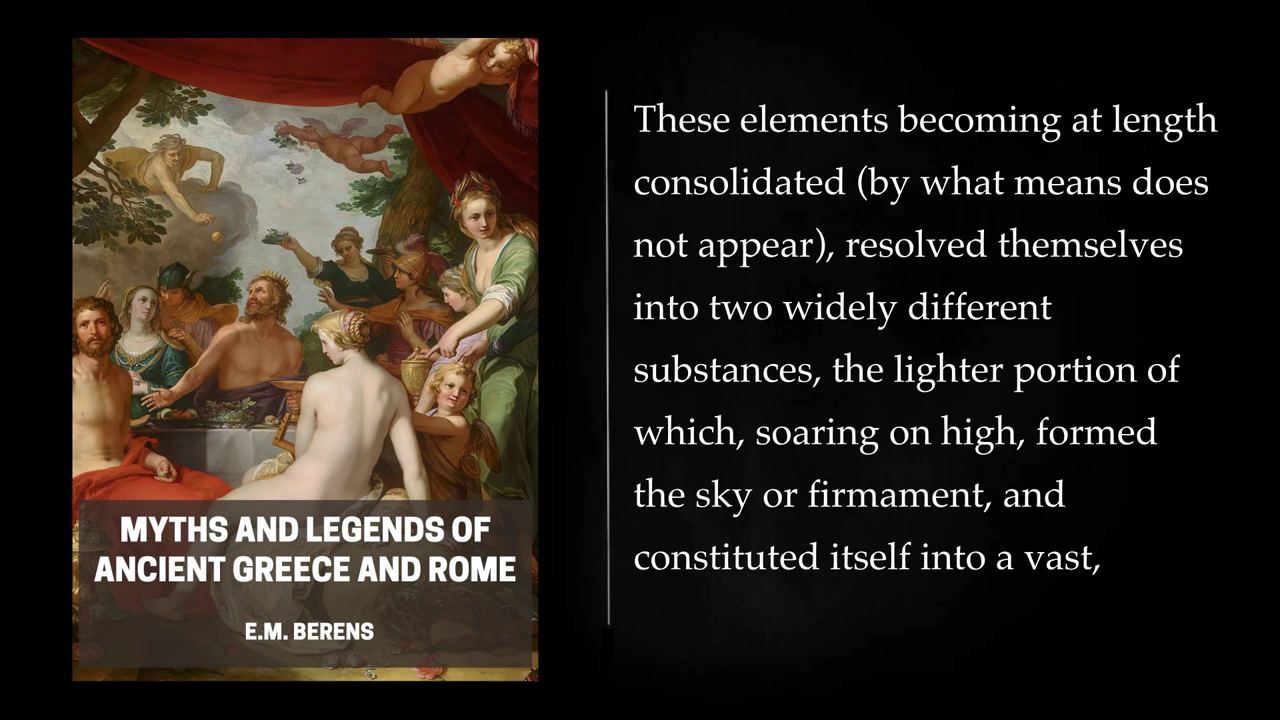 MYTHS AND LEGENDS OF
ANCIENT GREECE AND ROME
E.M. BERENS
These elements becoming at length
consolidated (by what means does
not appear), resolved themselves
into two widely different
substances, the lighter portion of
which, soaring on high, formed
the sky or firmament, and
constituted itself into a vast,